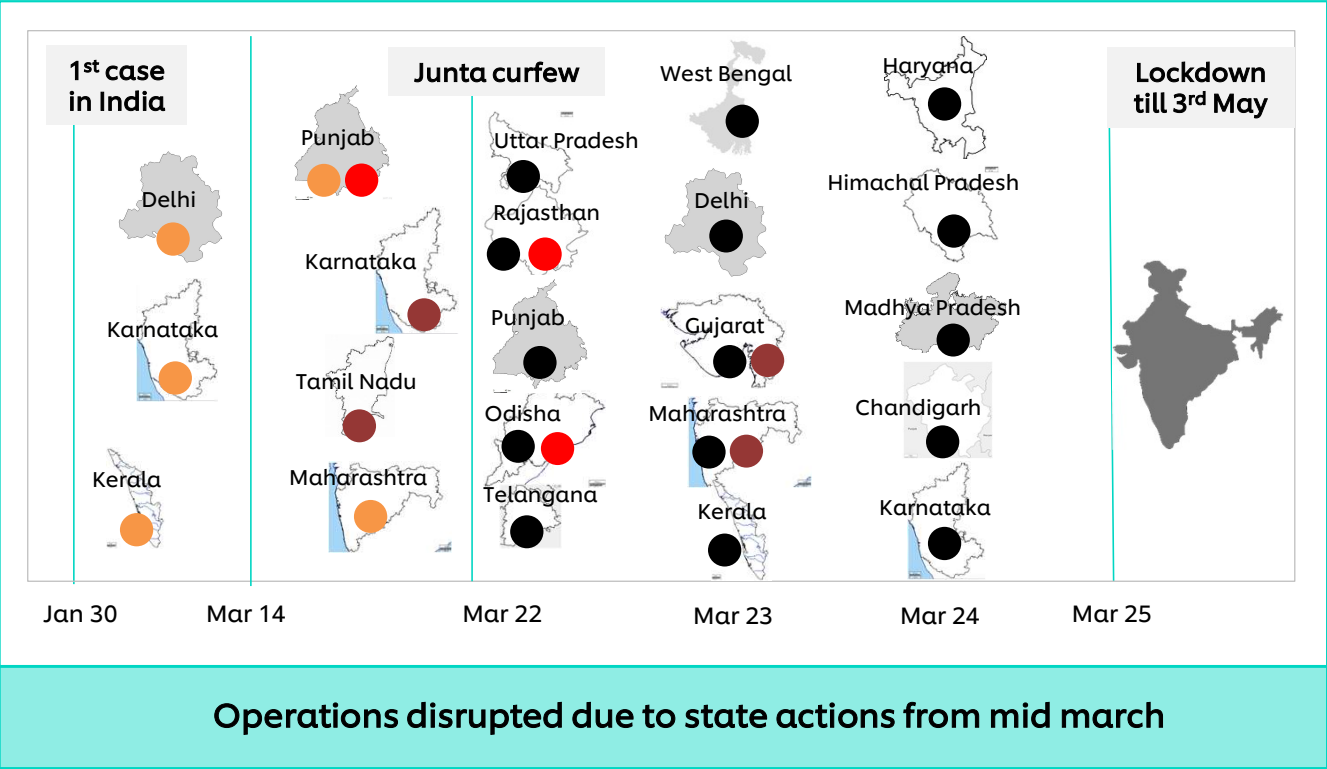 1st case
in India
Delhi
Karnataka
Kerala
Punjab
Karnataka
Tamil Nadu
Maharashtra
Junta curfew
Uttar Pradesh
Rajasthan
Punjab
Odisha
Telangana
West Bengal
Delhi
Gujarat
Maharashtra
Kerala
Haryana
Himachal Pradesh
Madhya Pradesh
Chandigarh
Karnataka
Lockdown
till 3rd May
Jan 30
Mar 14
Mar 22
Mar 23
Mar 24
Mar 25
Operations disrupted due to state actions from mid march